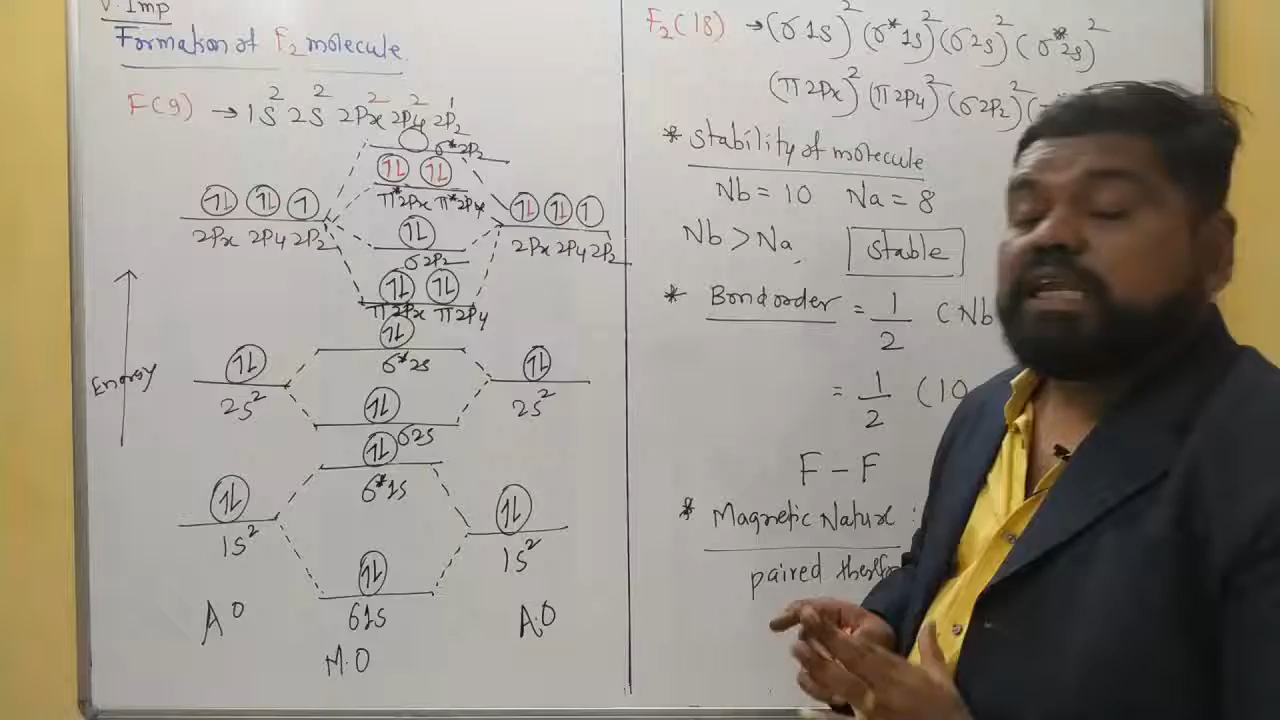 V. Imp
Formation of F₂ molecule.
F(9) → 1S² 2S² 2Px² 2Py² 2Pz¹
σ*2Pz
π*2Px π*2Py
2Px 2Py 2Pz
2Px 2Py 2Pz
σ2Pz
π2Px π2Py
σ*2s
Energy
2s²
2s²
σ2s
σ*1s
1s²
1s²
σ1s
A O
A.O
M.O
F₂(18) → (σ1s)² (σ*1s)² (σ2s)² (σ*2s)²
(π2Px)² (π2Py)² (σ2Pz)² (
* Stability of molecule
Nb = 10 Na = 8
Nb > Na, Stable
* Bond order = 1/2 (Nb
= 1/2 (10
F – F
* Magnetic Nature :
paired